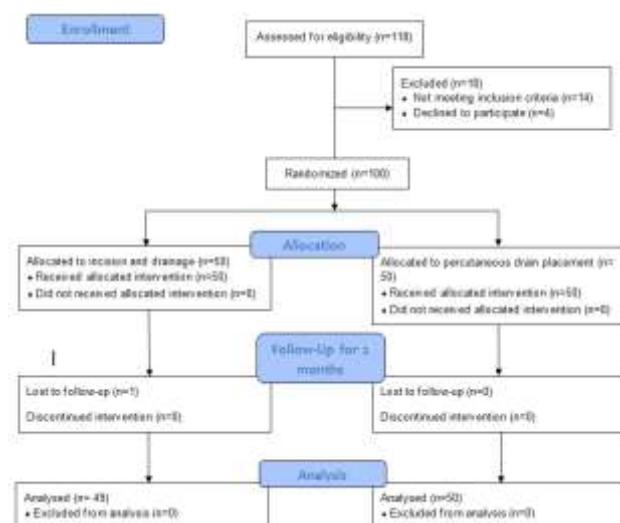 Enrollment
Assessed for eligibility (n=118)
Excluded (n=18)
• Not meeting inclusion criteria (n=14)
• Declined to participate (n=4)
Randomized (n=100)
Allocation
Allocated to incision and drainage (n=50)
• Received allocated intervention (n=50)
• Did not received allocated intervention (n=0)
Allocated to percutaneous drain placement (n=
50)
• Received allocated intervention (n=50)
• Did not received allocated intervention (n=0)
Follow-Up for 2
months
Lost to follow-up (n=1)
Discontinued intervention (n=0)
Lost to follow-up (n=0)
Discontinued intervention (n=0)
Analysis
Analysed (n= 49)
• Excluded from analysis (n=0)
Analysed (n=50)
• Excluded from analysis (n=0)